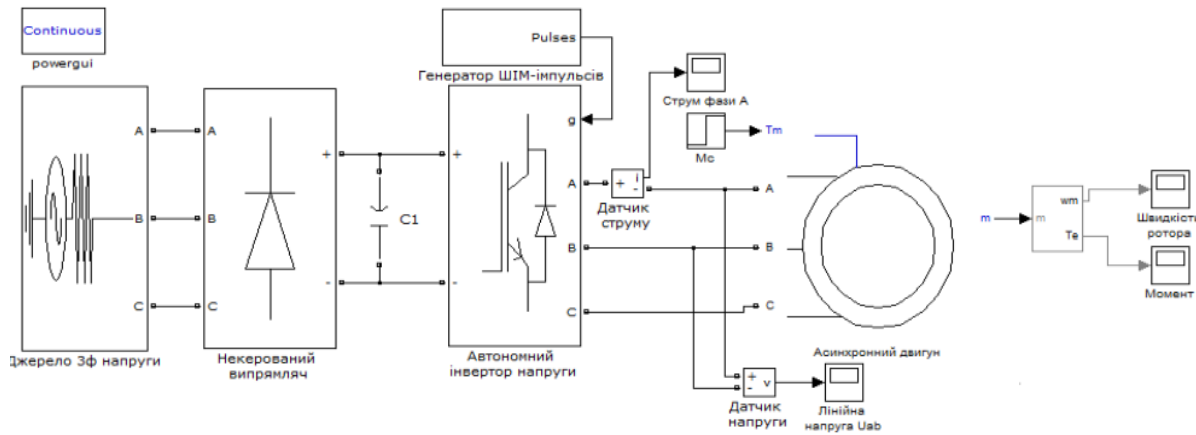 Continuous
powergui
Pulses
Генератор ШІМ-імпульсів
A
B
C
Джерело 3ф напруги
A
B
C
+
-
Некерований
випрямляч
C1
+
-
g
A
B
C
Автономний
інвертор напруги
+
i
-
Датчик
струму
Струм фази А
Мс
Tm
A
B
C
Асинхронний двигун
+
-
v
Датчик
напруги
Лінійна
напруга Uab
m
m
wm
Te
Швидкість
ротора
Момент